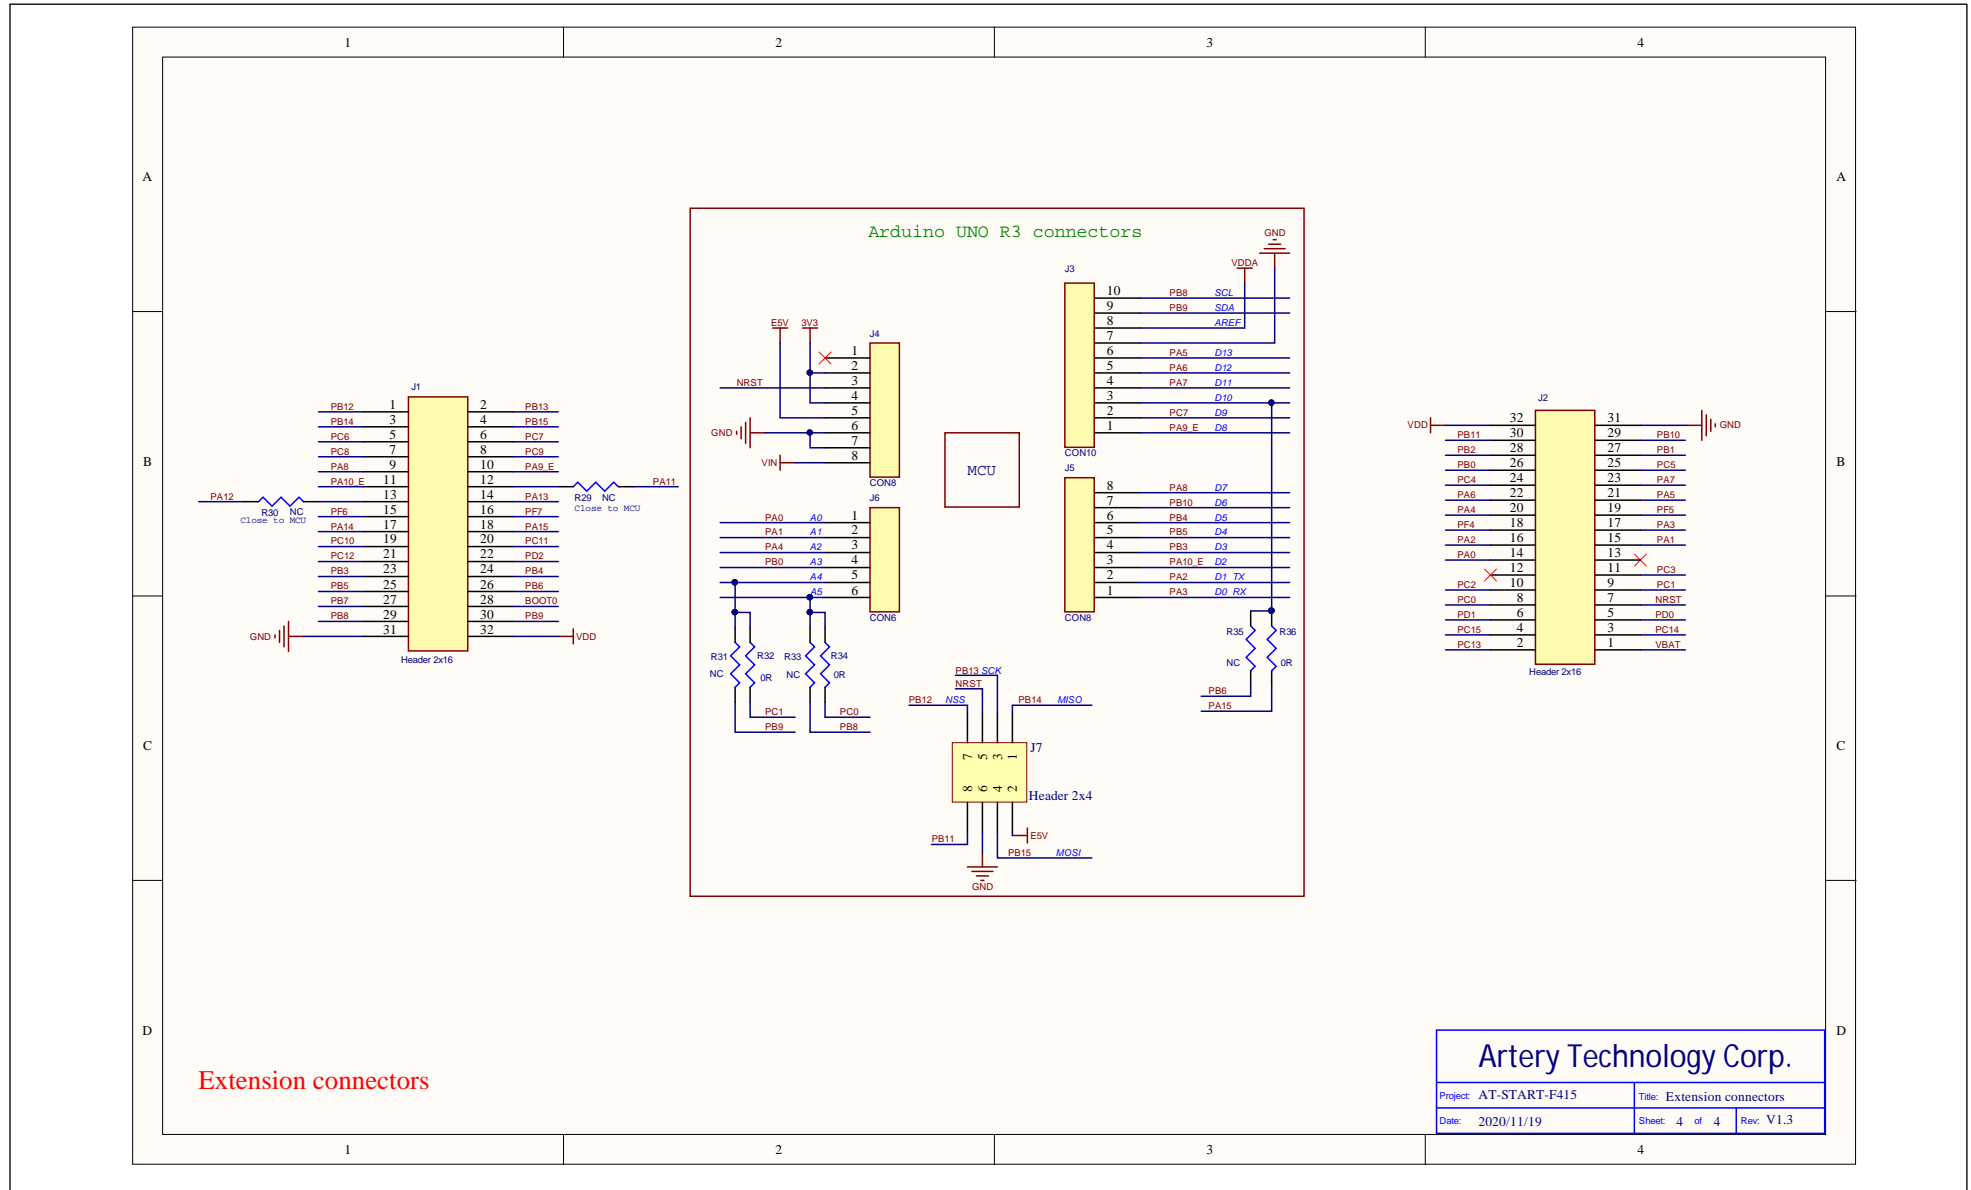 1 2 3 4
A A
B B
C C
D D
Arduino UNO R3 connectors
MCU
J1
PB12 1 2 PB13
PB14 3 4 PB15
PC6 5 6 PC7
PC8 7 8 PC9
PA8 9 10 PA9_E
PA10_E 11 12 R29 NC PA11
Close to MCU
PA12 R30 NC 13 14 PA13
Close to MCU
PF6 15 16 PF7
PA14 17 18 PA15
PC10 19 20 PC11
PC12 21 22 PD2
PB3 23 24 PB4
PB5 25 26 PB6
PB7 27 28 BOOT0
PB8 29 30 PB9
GND 31 32 VDD
Header 2x16
E5V 3V3
J4
1
2
NRST 3
4
5
GND 6
7
VIN 8
CON8
J6
PA0 A0 1
PA1 A1 2
PA4 A2 3
PB0 A3 4
A4 5
A5 6
CON6
R31 R32 R33 R34
NC 0R NC 0R
PC1 PC0
PB9 PB8
GND
VDDA
J3
10 PB8 SCL
9 PB9 SDA
8 AREF
7
6 PA5 D13
5 PA6 D12
4 PA7 D11
3 D10
2 PC7 D9
1 PA9_E D8
CON10
J5
8 PA8 D7
7 PB10 D6
6 PB4 D5
5 PB5 D4
4 PB3 D3
3 PA10_E D2
2 PA2 D1 TX
1 PA3 D0 RX
CON8
R35 R36
NC 0R
PB6
PA15
PB13 SCK
NRST
PB12 NSS PB14 MISO
J7
7 5 3 1
8 6 4 2
Header 2x4
PB11 E5V
PB15 MOSI
GND
J2
VDD 32 31 GND
PB11 30 29 PB10
PB2 28 27 PB1
PB0 26 25 PC5
PC4 24 23 PA7
PA6 22 21 PA5
PA4 20 19 PF5
PF4 18 17 PA3
PA2 16 15 PA1
PA0 14 13
12 11 PC3
PC2 10 9 PC1
PC0 8 7 NRST
PD1 6 5 PD0
PC15 4 3 PC14
PC13 2 1 VBAT
Header 2x16
Extension connectors
Artery Technology Corp.
Project: AT-START-F415 Title: Extension connectors
Date: 2020/11/19 Sheet: 4 of 4 Rev: V1.3
1 2 3 4